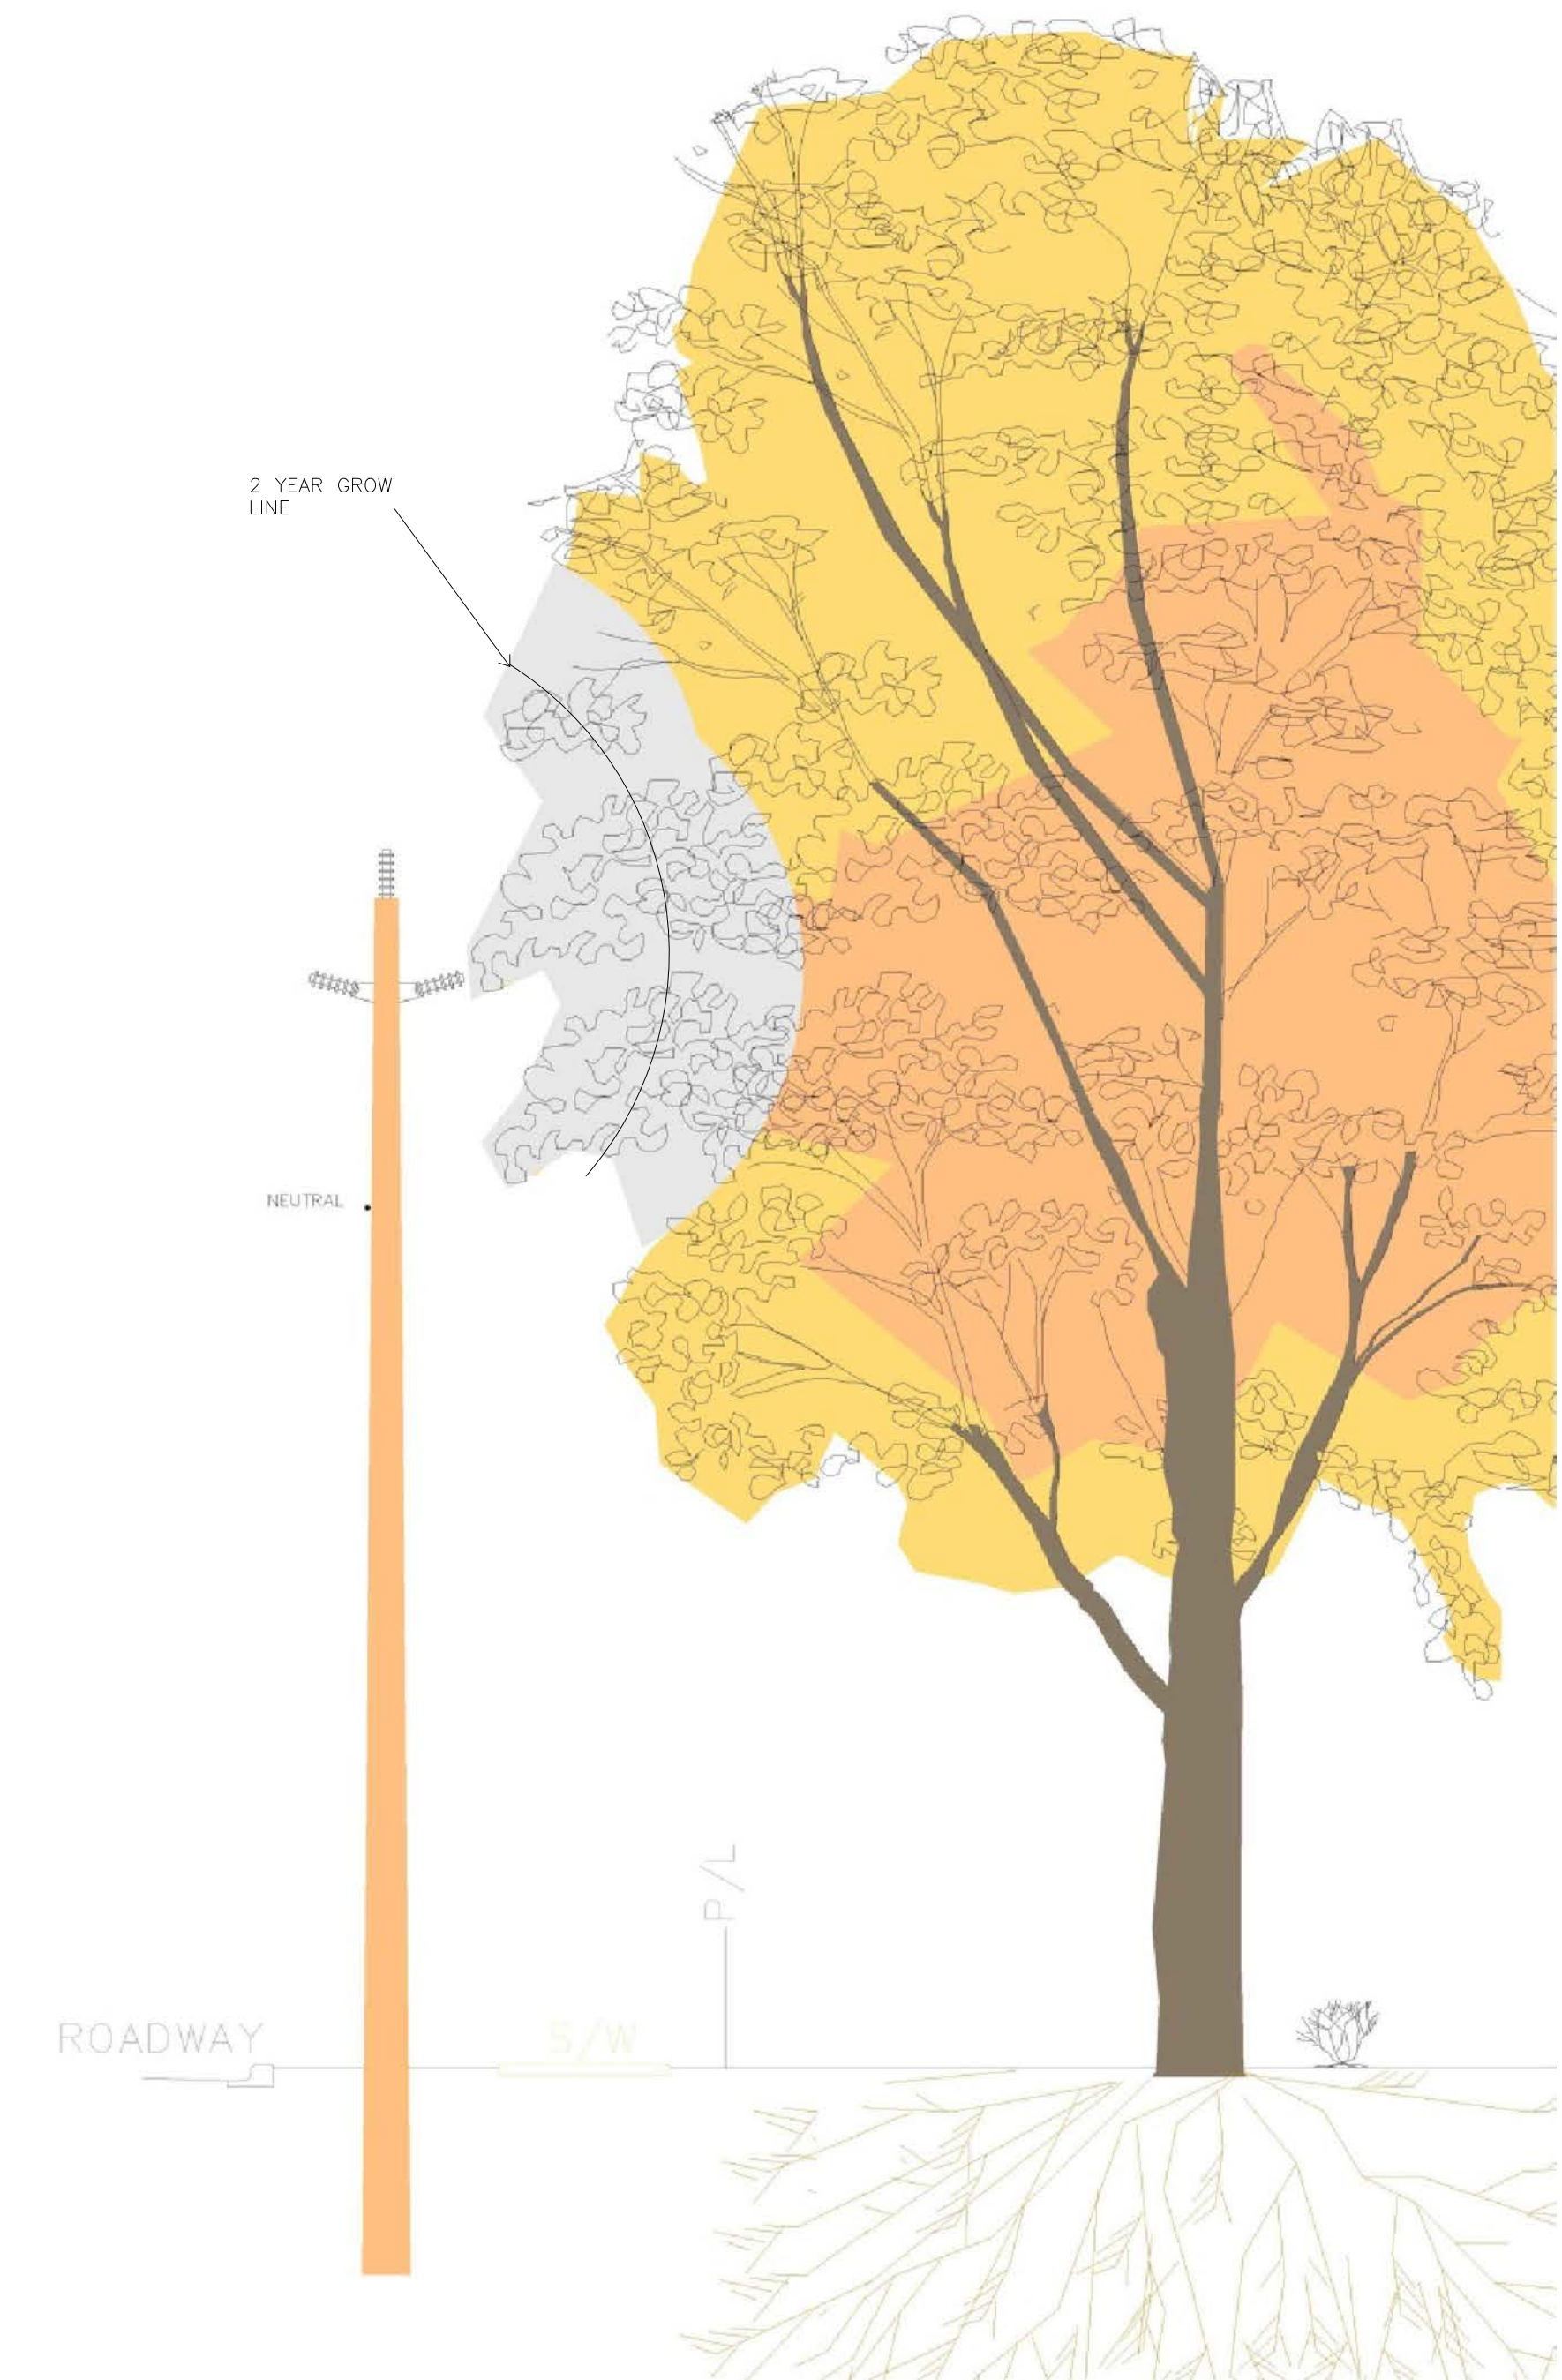 2 YEAR GROW
LINE
NEUTRAL
P/L
ROADWAY
S/W